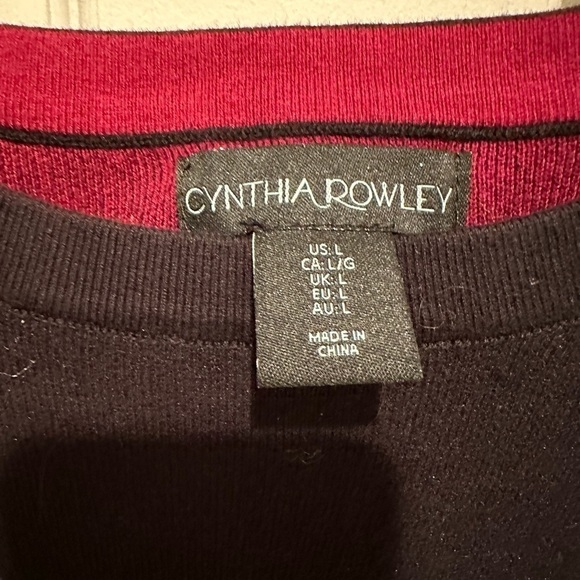 CYNTHIA ROWLEY
US: L
CA: L/G
UK: L
EU: L
AU: L
MADE IN
CHINA